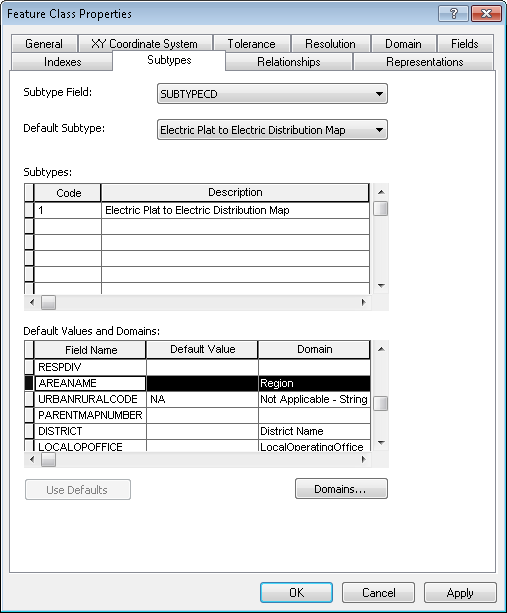 Feature Class Properties
General XY Coordinate System Tolerance Resolution Domain Fields
Indexes Subtypes Relationships Representations
Subtype Field: SUBTYPECD
Default Subtype: Electric Plat to Electric Distribution Map
Subtypes:
Code Description
1 Electric Plat to Electric Distribution Map
Default Values and Domains:
Field Name Default Value Domain
RESPDIV
AREANAME Region
URBANRURALCODE NA Not Applicable - String
PARENTMAPNUMBER
DISTRICT District Name
LOCALOPOFFICE LocalOperatingOffice
Use Defaults Domains...
OK Cancel Apply